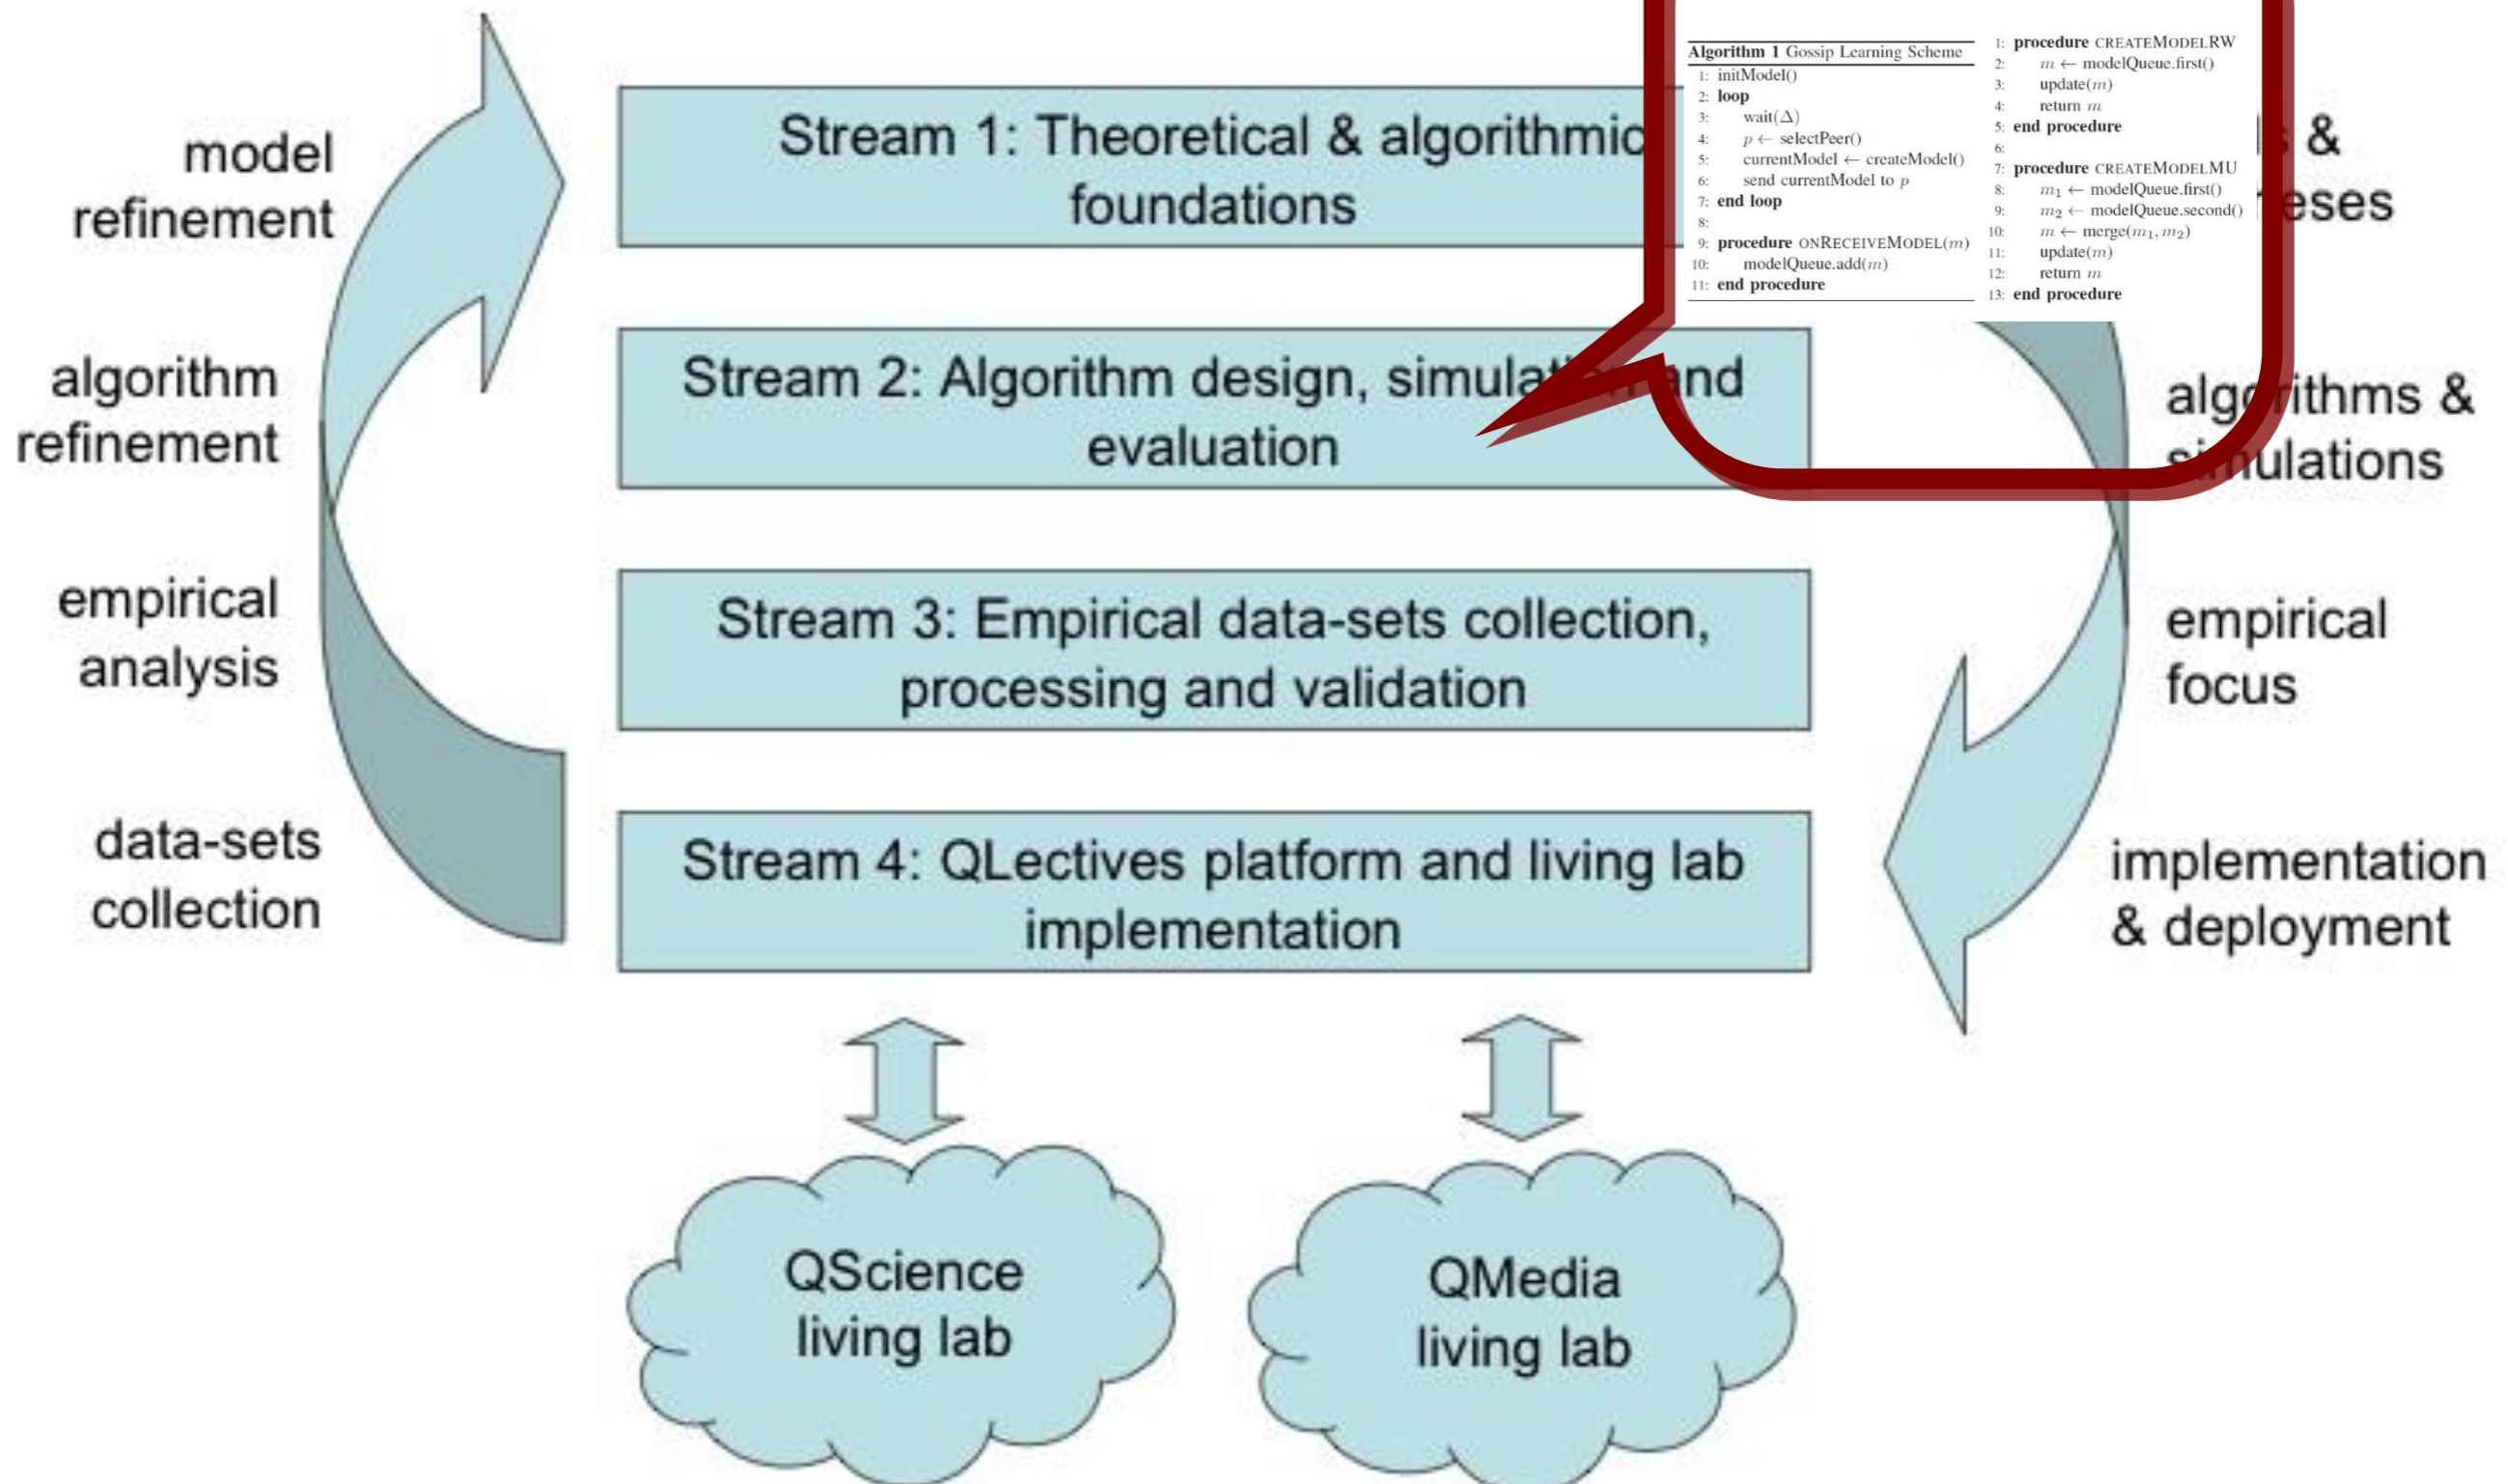 model
refinement
algorithm
refinement
empirical
analysis
data-sets
collection
Stream 1: Theoretical & algorithmic
foundations
Stream 2: Algorithm design, simulation and
evaluation
Stream 3: Empirical data-sets collection,
processing and validation
Stream 4: QLectives platform and living lab
implementation
Algorithm 1 Gossip Learning Scheme
1: initModel()
2: loop
3: wait(Δ)
4: p ← selectPeer()
5: currentModel ← createModel()
6: send currentModel to p
7: end loop
8:
9: procedure ONRECEIVEMODEL(m)
10: modelQueue.add(m)
11: end procedure
1: procedure CREATEMODELRW
2: m ← modelQueue.first()
3: update(m)
4: return m
5: end procedure
6:
7: procedure CREATEMODELMU
8: m₁ ← modelQueue.first()
9: m₂ ← modelQueue.second()
10: m ← merge(m₁, m₂)
11: update(m)
12: return m
13: end procedure
&
algorithms &
simulations
empirical
focus
implementation
& deployment
QScience
living lab
QMedia
living lab